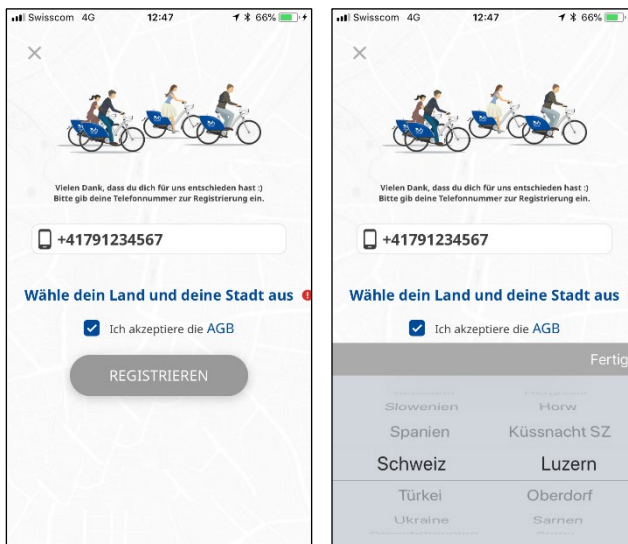 Swisscom 4G 12:47 66%
Vielen Dank, dass du dich für uns entschieden hast :)
Bitte gib deine Telefonnummer zur Registrierung ein.
+41791234567
Wähle dein Land und deine Stadt aus
Ich akzeptiere die AGB
REGISTRIEREN
Swisscom 4G 12:47 66%
Vielen Dank, dass du dich für uns entschieden hast :)
Bitte gib deine Telefonnummer zur Registrierung ein.
+41791234567
Wähle dein Land und deine Stadt aus
Ich akzeptiere die AGB
Fertig
Slowenien Horw
Spanien Küssnacht SZ
Schweiz Luzern
Türkei Oberdorf
Ukraine Sarnen